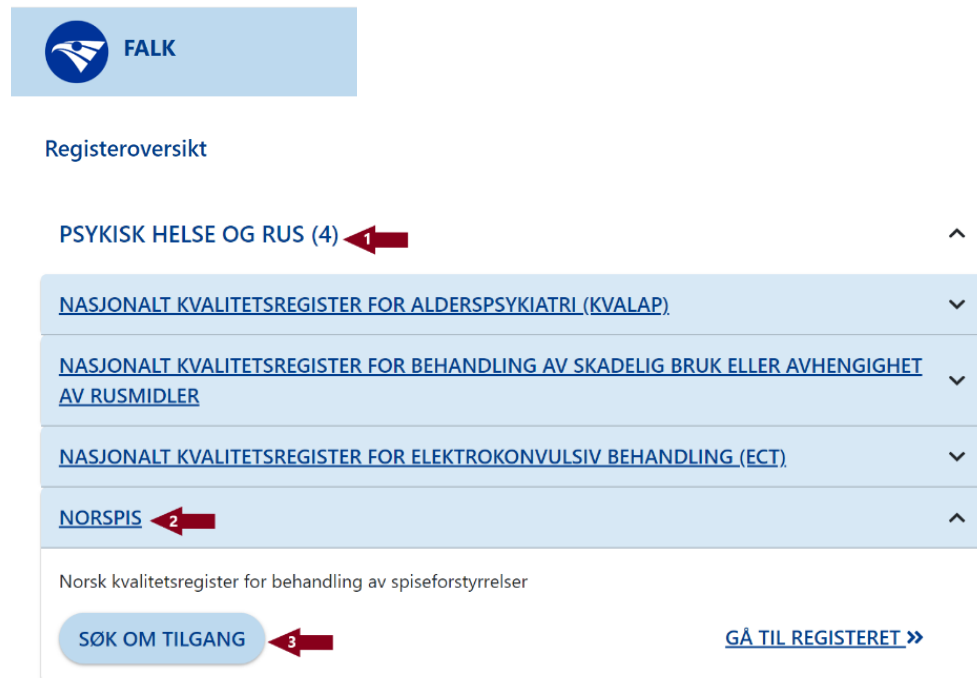 FALK
Registeroversikt
PSYKISK HELSE OG RUS (4)
1
NASJONALT KVALITETSREGISTER FOR ALDERSPSYKIATRI (KVALAP)
NASJONALT KVALITETSREGISTER FOR BEHANDLING AV SKADELIG BRUK ELLER AVHENGIGHET
AV RUSMIDLER
NASJONALT KVALITETSREGISTER FOR ELEKTROKONVULSIV BEHANDLING (ECT)
NORSPIS
2
Norsk kvalitetsregister for behandling av spiseforstyrrelser
SØK OM TILGANG
3
GÅ TIL REGISTERET »